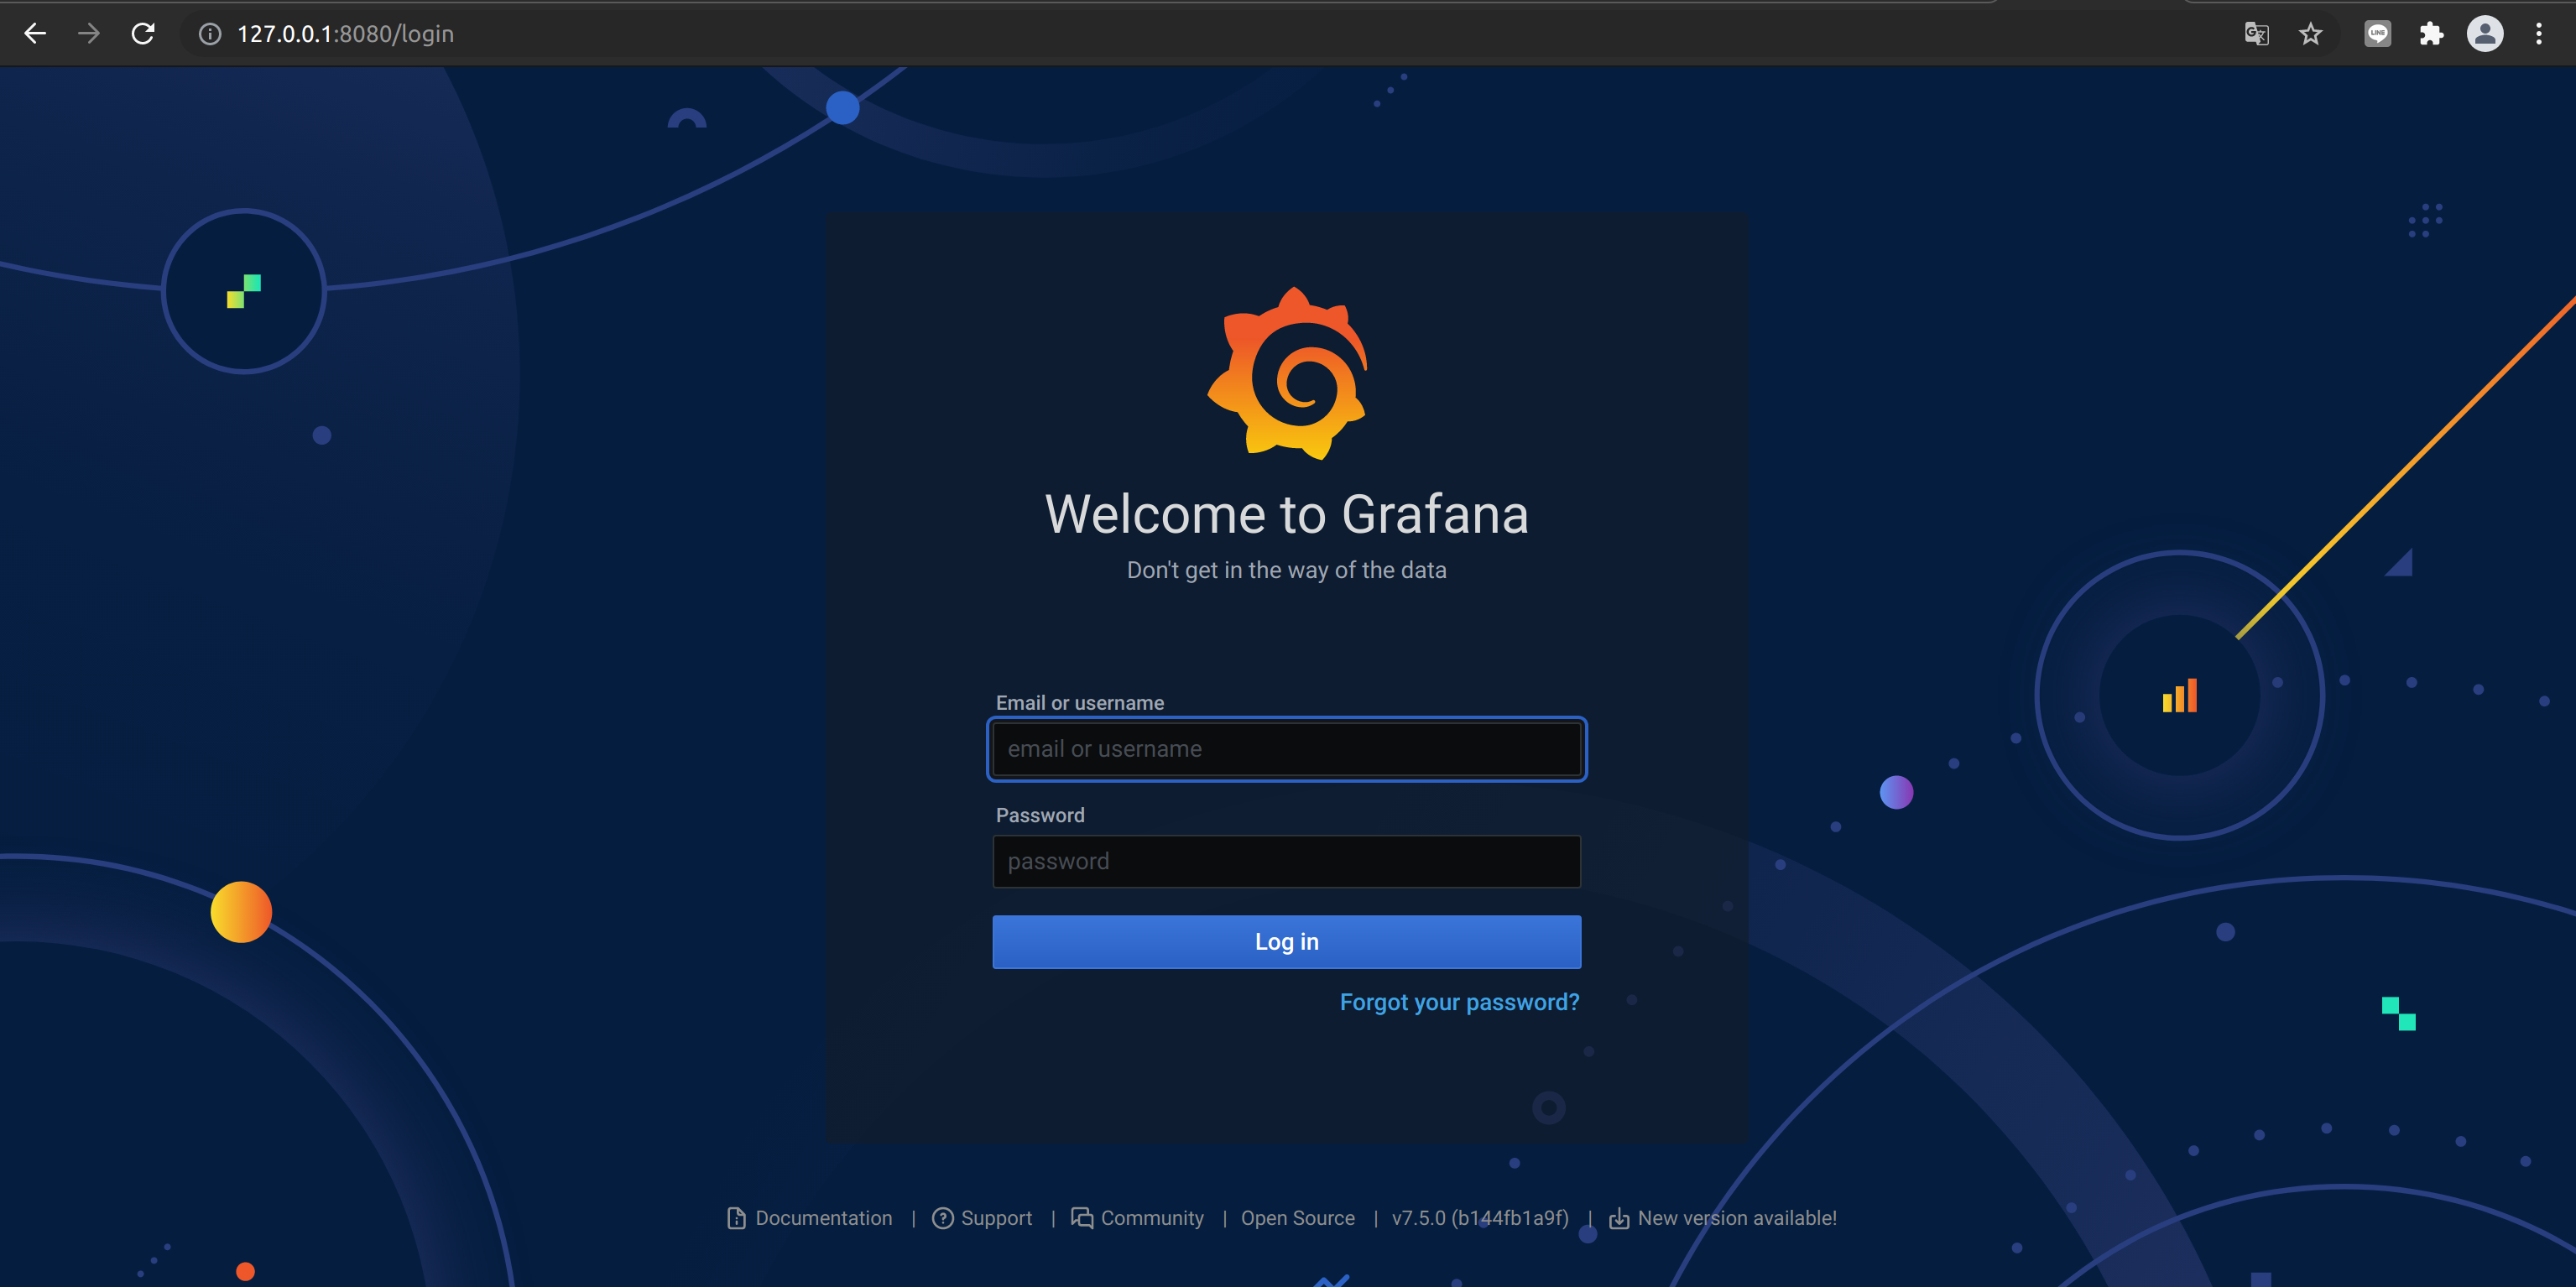 127.0.0.1:8080/login
LINE
Welcome to Grafana
Don't get in the way of the data
Email or username
email or username
Password
password
Log in
Forgot your password?
Documentation | Support | Community | Open Source | v7.5.0 (b144fb1a9f) | New version available!